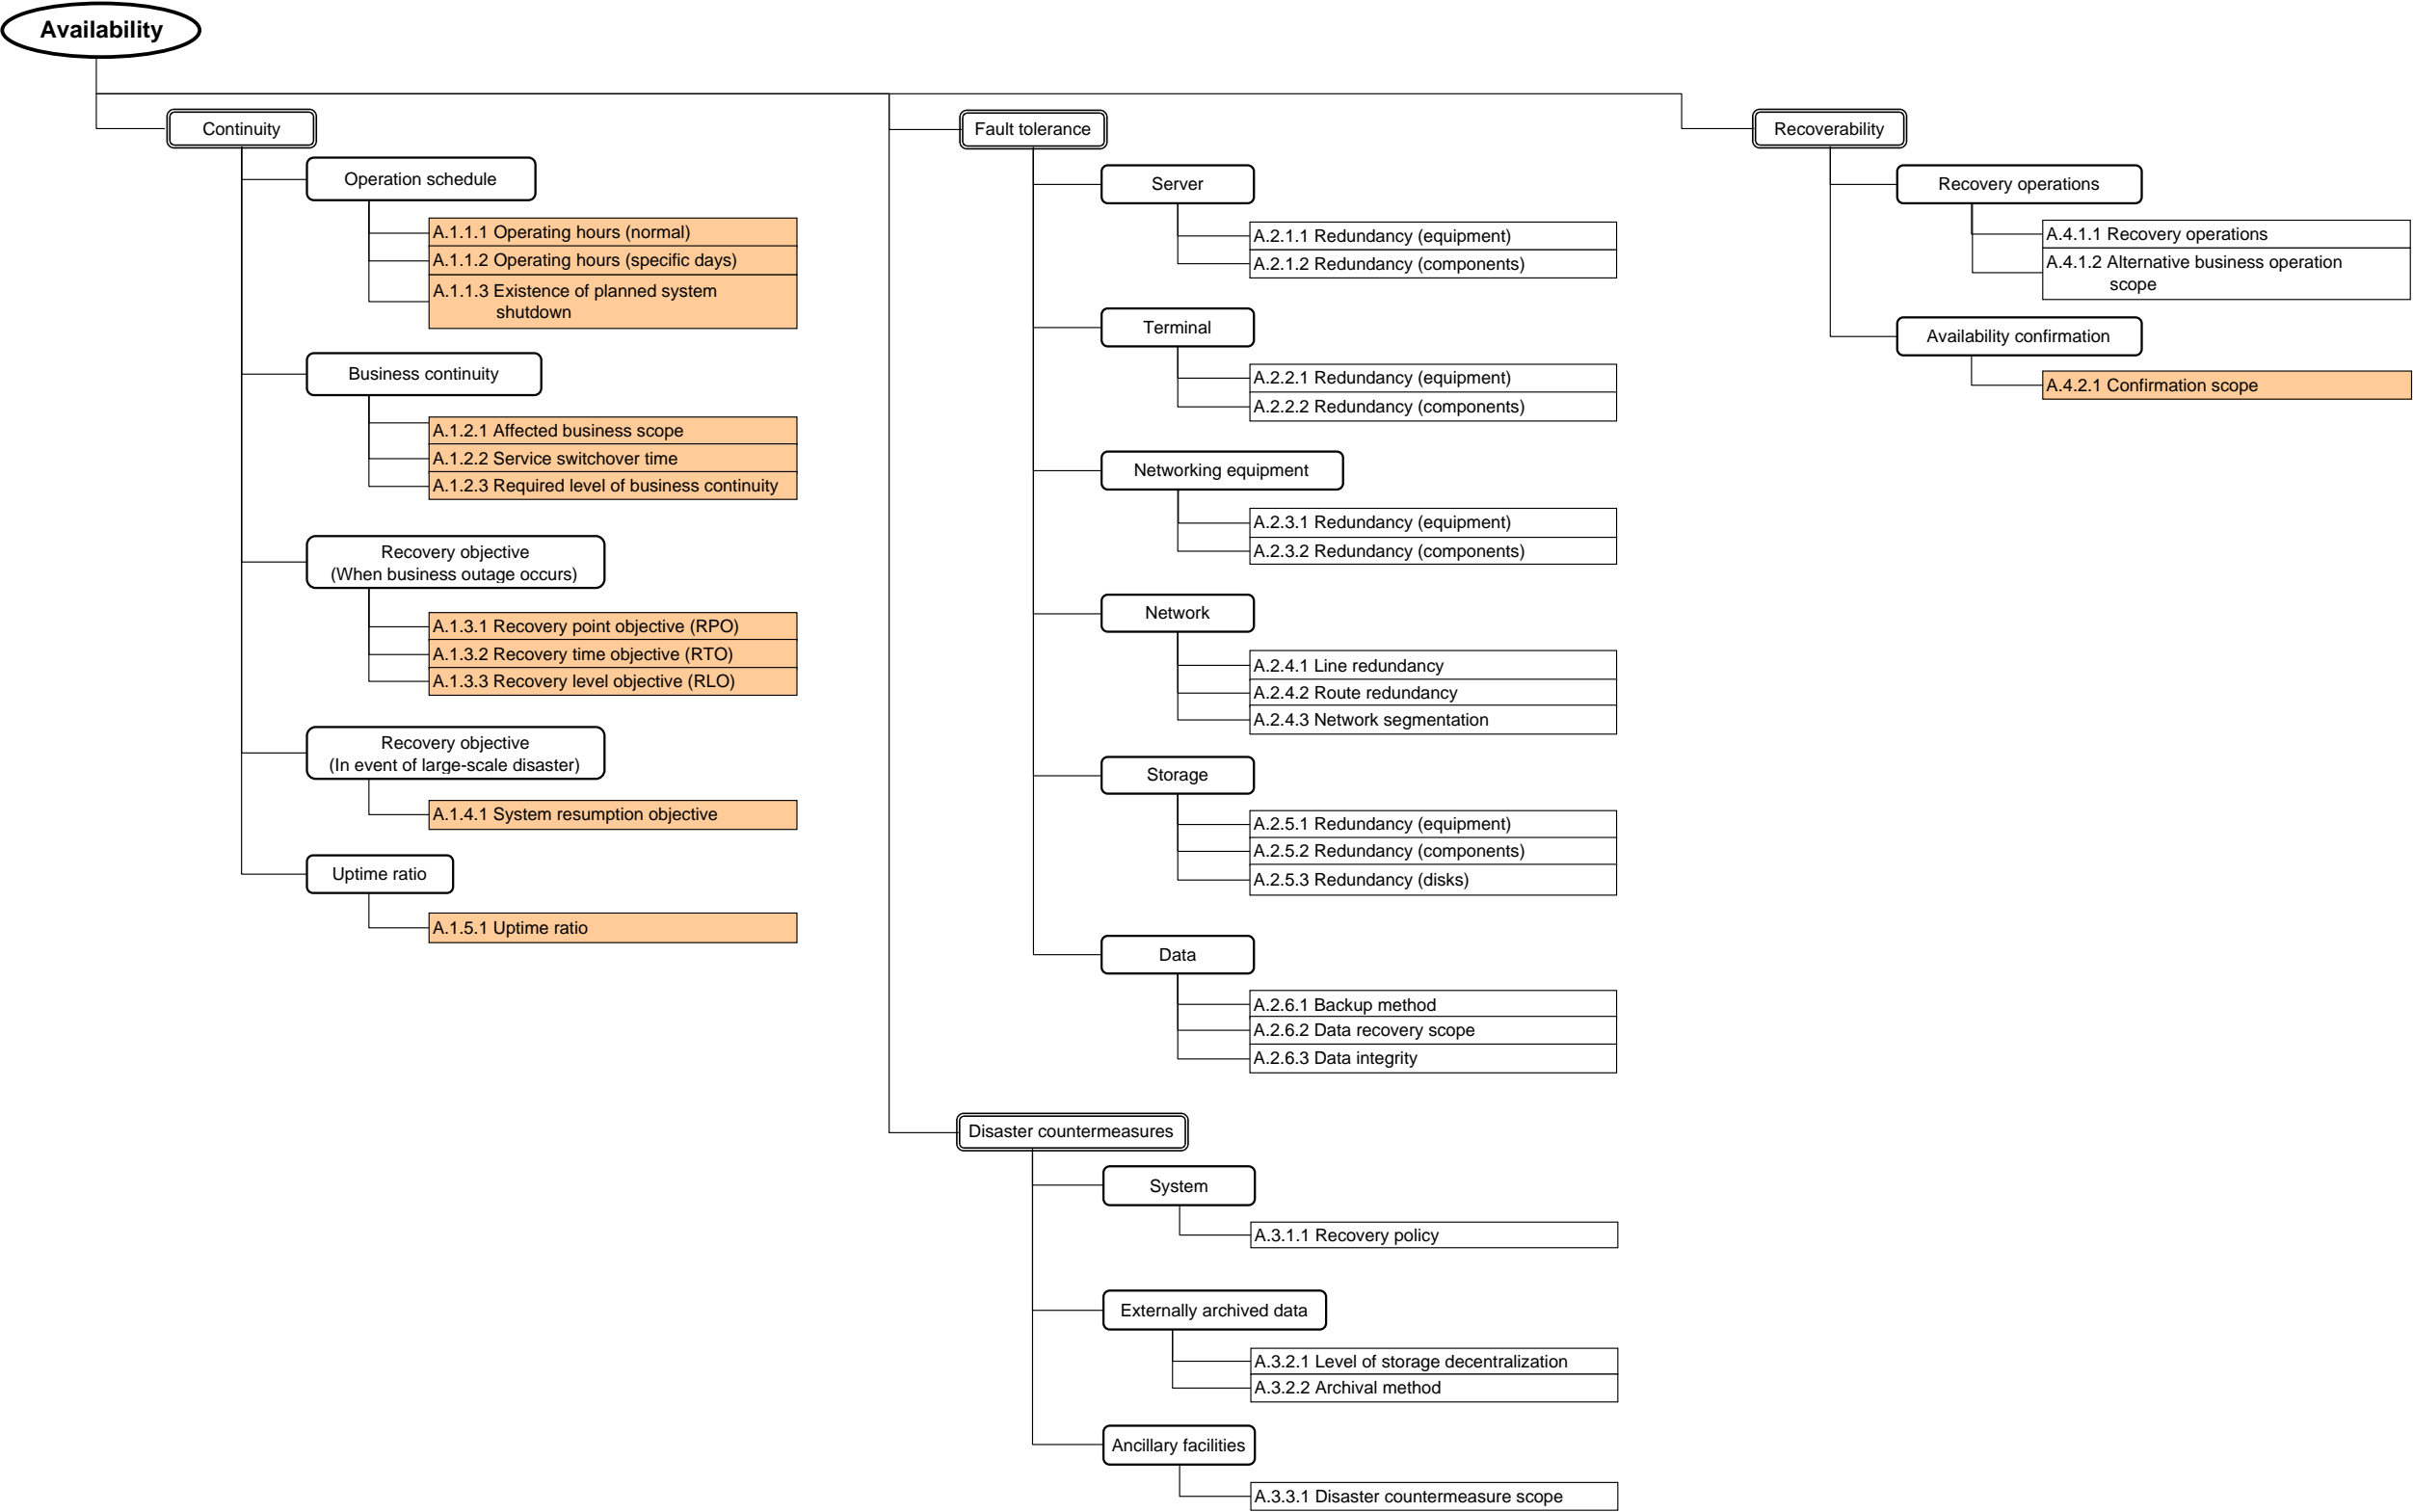 Availability
Continuity
Operation schedule
A.1.1.1 Operating hours (normal)
A.1.1.2 Operating hours (specific days)
A.1.1.3 Existence of planned system
shutdown
Business continuity
A.1.2.1 Affected business scope
A.1.2.2 Service switchover time
A.1.2.3 Required level of business continuity
Recovery objective
(When business outage occurs)
A.1.3.1 Recovery point objective (RPO)
A.1.3.2 Recovery time objective (RTO)
A.1.3.3 Recovery level objective (RLO)
Recovery objective
(In event of large-scale disaster)
A.1.4.1 System resumption objective
Uptime ratio
A.1.5.1 Uptime ratio
Fault tolerance
Server
A.2.1.1 Redundancy (equipment)
A.2.1.2 Redundancy (components)
Terminal
A.2.2.1 Redundancy (equipment)
A.2.2.2 Redundancy (components)
Networking equipment
A.2.3.1 Redundancy (equipment)
A.2.3.2 Redundancy (components)
Network
A.2.4.1 Line redundancy
A.2.4.2 Route redundancy
A.2.4.3 Network segmentation
Storage
A.2.5.1 Redundancy (equipment)
A.2.5.2 Redundancy (components)
A.2.5.3 Redundancy (disks)
Data
A.2.6.1 Backup method
A.2.6.2 Data recovery scope
A.2.6.3 Data integrity
Disaster countermeasures
System
A.3.1.1 Recovery policy
Externally archived data
A.3.2.1 Level of storage decentralization
A.3.2.2 Archival method
Ancillary facilities
A.3.3.1 Disaster countermeasure scope
Recoverability
Recovery operations
A.4.1.1 Recovery operations
A.4.1.2 Alternative business operation
scope
Availability confirmation
A.4.2.1 Confirmation scope